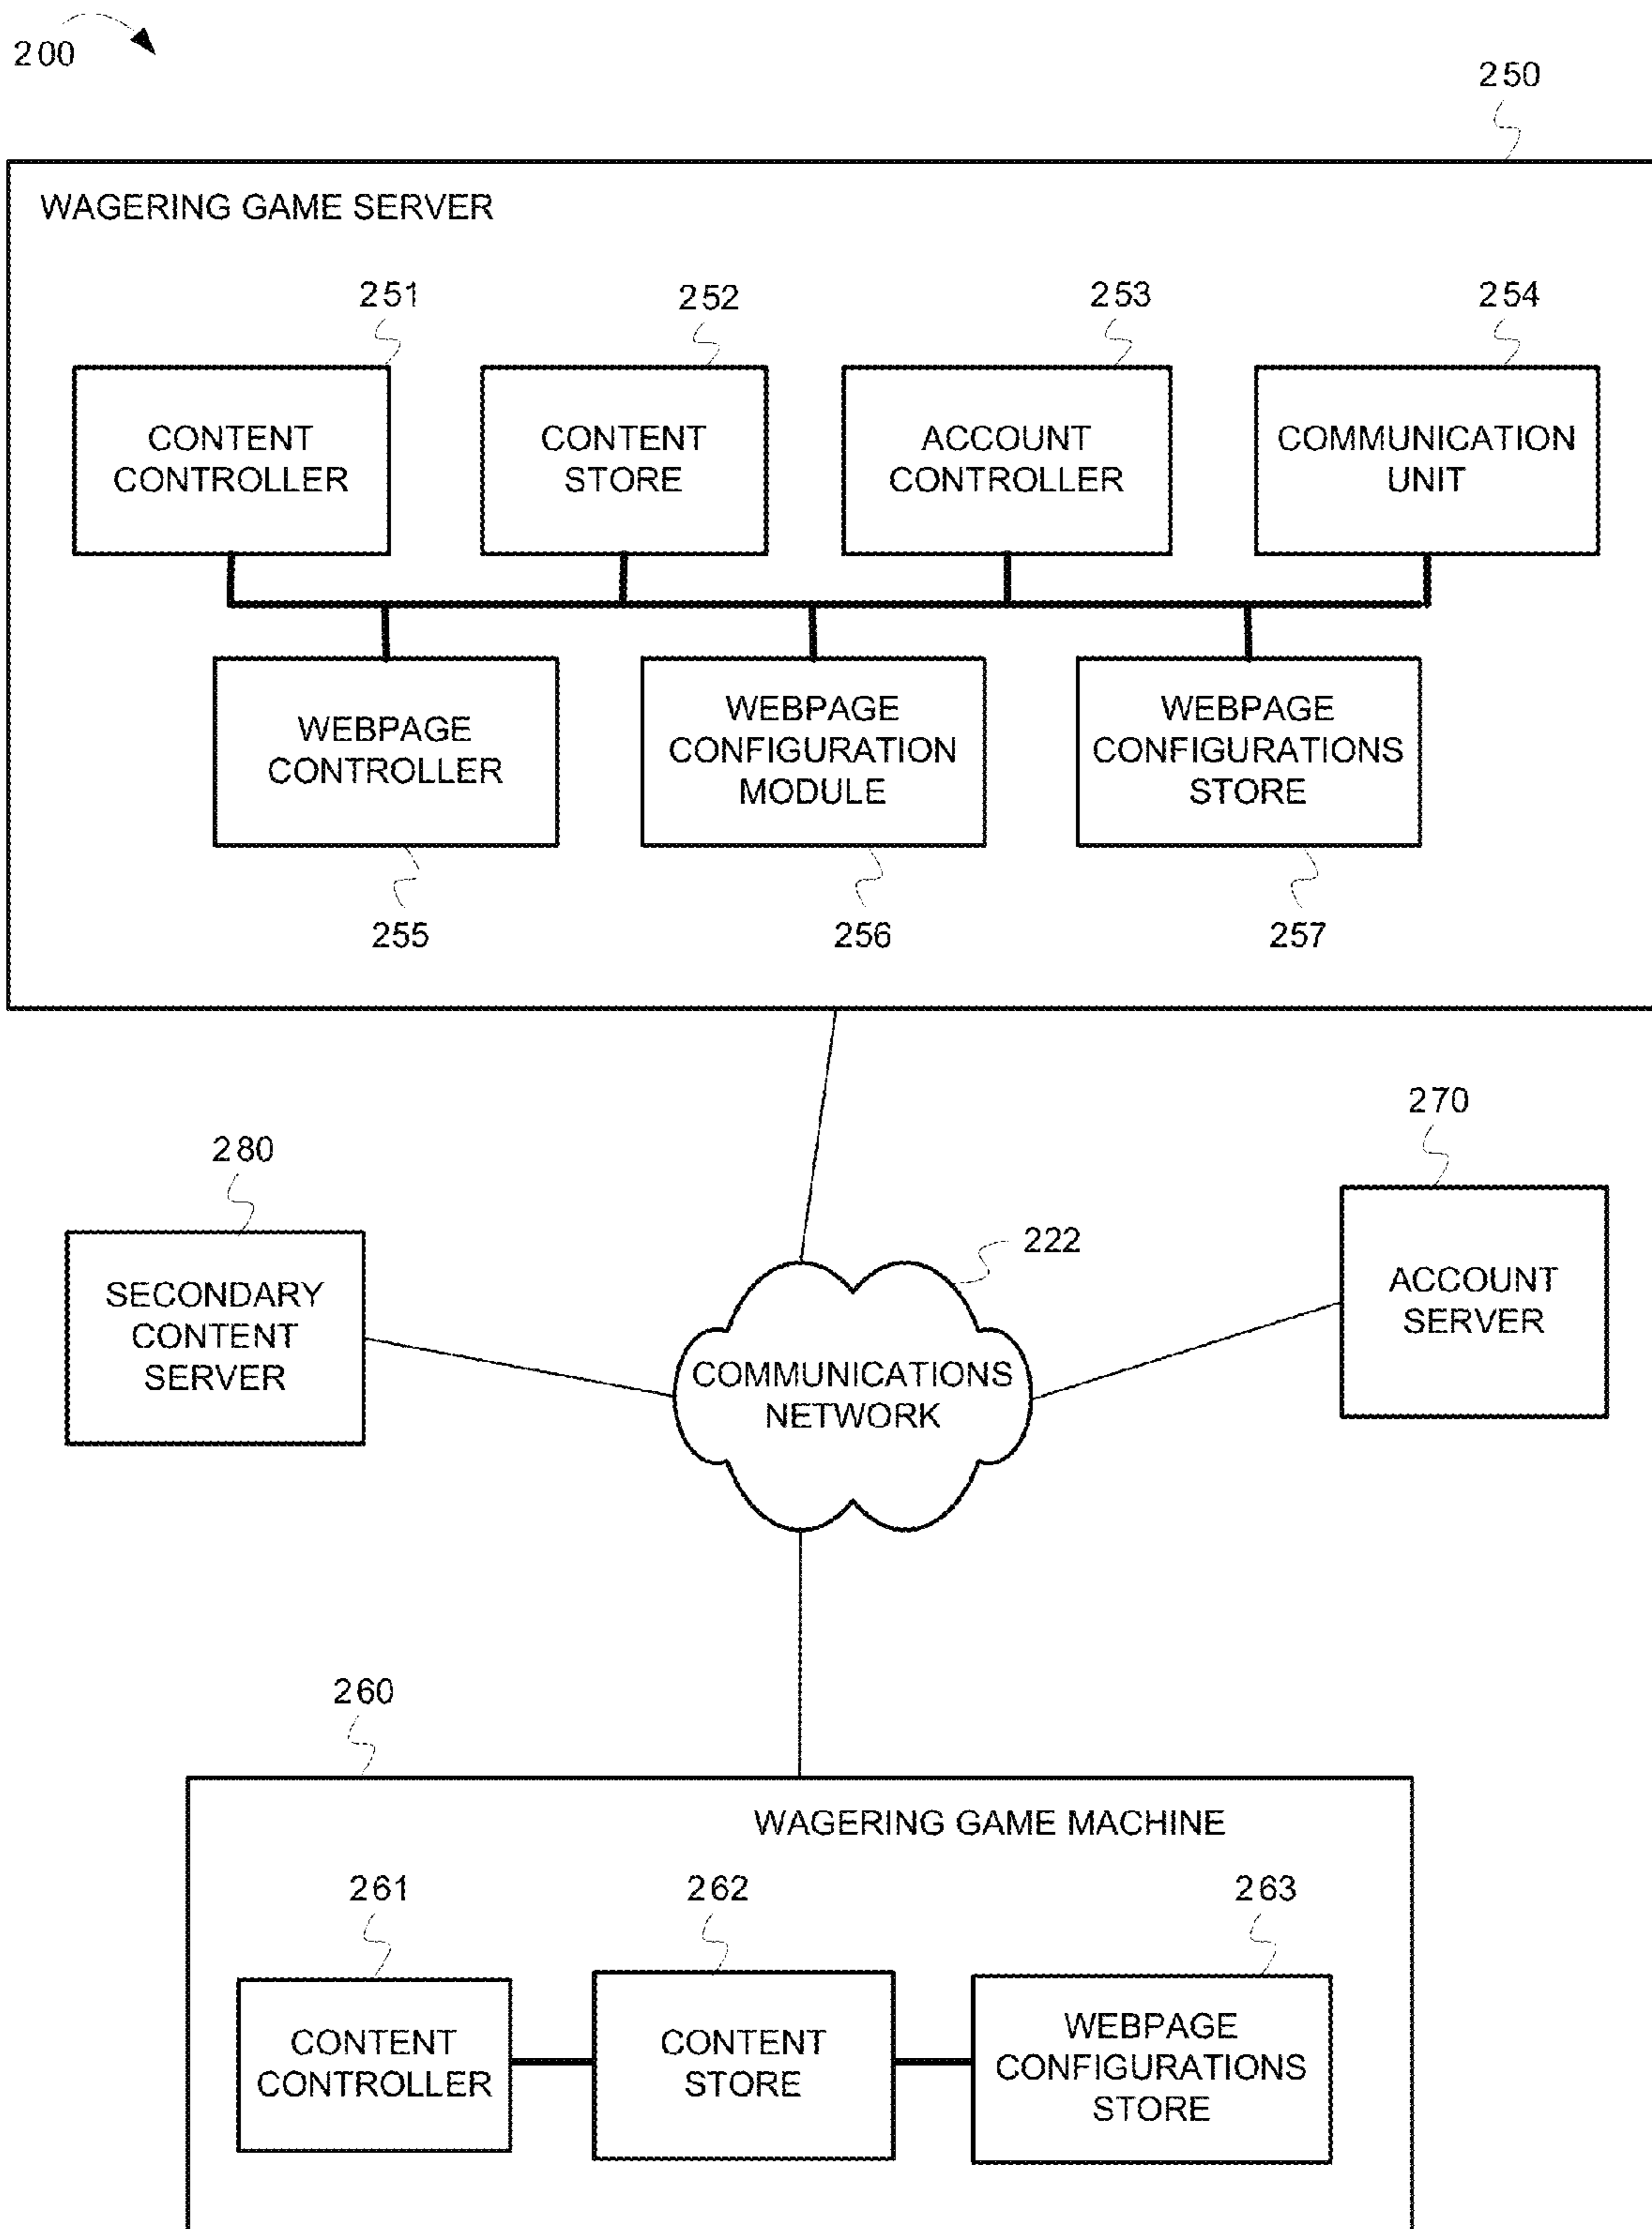 200
250
WAGERING GAME SERVER
251
252
253
254
CONTENT
CONTROLLER
CONTENT
STORE
ACCOUNT
CONTROLLER
COMMUNICATION
UNIT
WEBPAGE
CONTROLLER
WEBPAGE
CONFIGURATION
MODULE
WEBPAGE
CONFIGURATIONS
STORE
255
256
257
280
270
222
SECONDARY
CONTENT
SERVER
COMMUNICATIONS
NETWORK
ACCOUNT
SERVER
260
WAGERING GAME MACHINE
261
262
263
CONTENT
CONTROLLER
CONTENT
STORE
WEBPAGE
CONFIGURATIONS
STORE